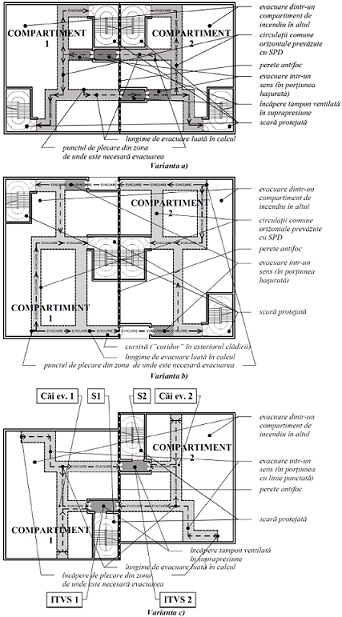 evacuare dintr-un
compartiment de
incendiu în altul
circulații comune
orizontale prevăzute
cu SPD
perete antifoc
evacuare intr-un
sens (în porțiunea
hașurată)
încăpere tampon ventilată
în suprapresiune
scară protejată
COMPARTIMENT
1
COMPARTIMENT
2
lungime de evacuare luată în calcul
punctul de plecare din zona
de unde este necesară evacuarea
Varianta a)
evacuare dintr-un
compartiment de
incendiu în altul
circulații comune
orizontale prevăzute
cu SPD
perete antifoc
evacuare intr-un
sens (în porțiunea
hașurată)
scară protejată
COMPARTIMENT
2
COMPARTIMENT
1
EVACUARE
cursivă ("coridor" în exteriorul clădirii)
lungime de evacuare luată în calcul
punctul de plecare din zona de unde este necesară evacuarea
Varianta b)
Căi ev. 1
S1
S2
Căi ev. 2
evacuare dintr-un
compartiment de
incendiu în altul
evacuare intr-un
sens (în porțiunea
cu linie punctată)
perete antifoc
scară protejată
COMPARTIMENT
2
COMPARTIMENT
1
încăpere tampon ventilată
în suprapresiune
lungime de evacuare luată în calcul
încăpere de plecare din zona
de unde este necesară evacuarea
ITVS 1
ITVS 2
Varianta c)